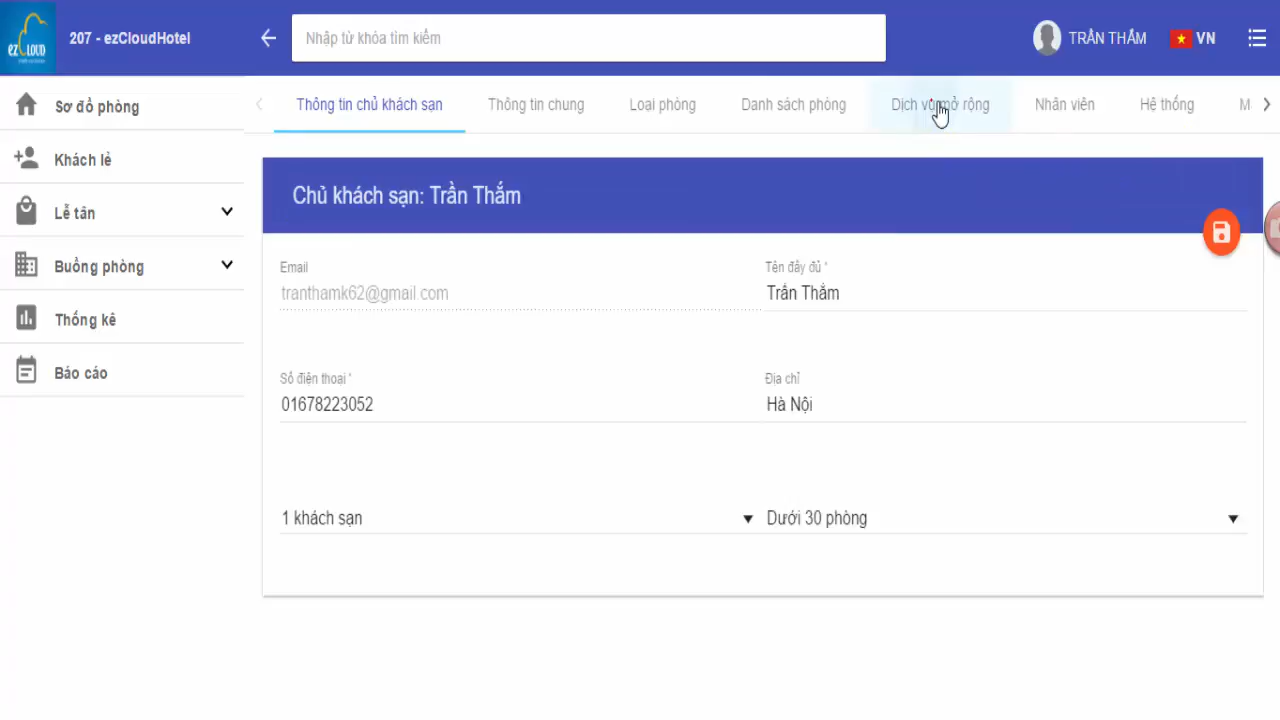 ezCLOUD
207 - ezCloudHotel
Nhập từ khóa tìm kiếm
TRẦN THẮM
VN
Sơ đồ phòng
Khách lẻ
Lễ tân
Buồng phòng
Thống kê
Báo cáo
Thông tin chủ khách sạn
Thông tin chung
Loại phòng
Danh sách phòng
Dịch vụ mở rộng
Nhân viên
Hệ thống
M
Chủ khách sạn: Trần Thắm
Email
tranthamk62@gmail.com
Tên đầy đủ *
Trần Thắm
Số điện thoại *
01678223052
Địa chỉ
Hà Nội
1 khách sạn
Dưới 30 phòng